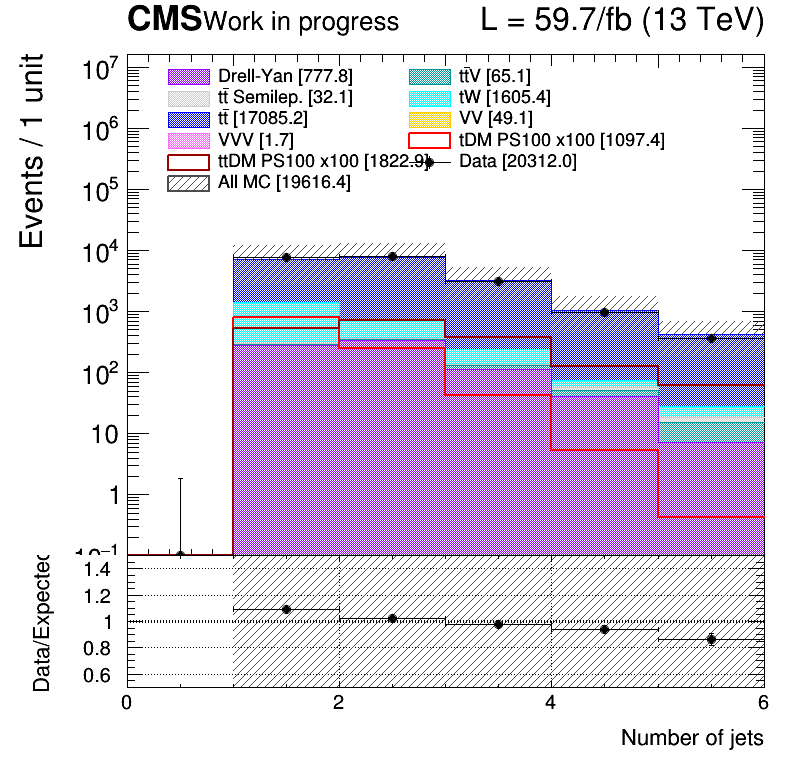 CMS Work in progress L = 59.7/fb (13 TeV)
Events / 1 unit
10⁷
10⁶
10⁵
10⁴
10³
10²
10
1
10⁻¹
Drell-Yan [777.8] tt̄V [65.1]
tt̄ Semilep. [32.1] tW [1605.4]
tt̄ [17085.2] VV [49.1]
VVV [1.7] tDM PS100 x100 [1097.4]
ttDM PS100 x100 [1822.9] Data [20312.0]
All MC [19616.4]
Data/Expected
1.4
1.2
1
0.8
0.6
0 2 4 6
Number of jets